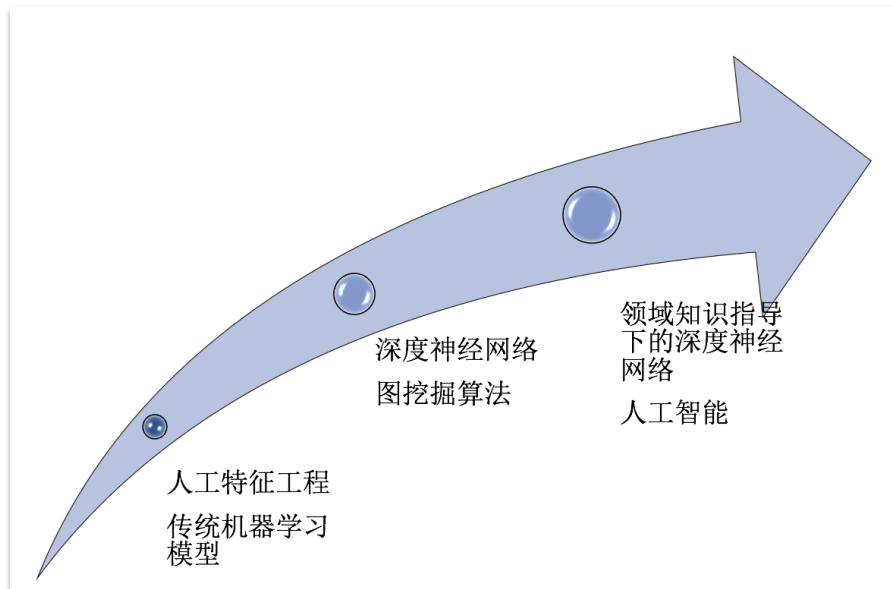 人工特征工程
传统机器学习
模型
深度神经网络
图挖掘算法
领域知识指导
下的深度神经
网络
人工智能